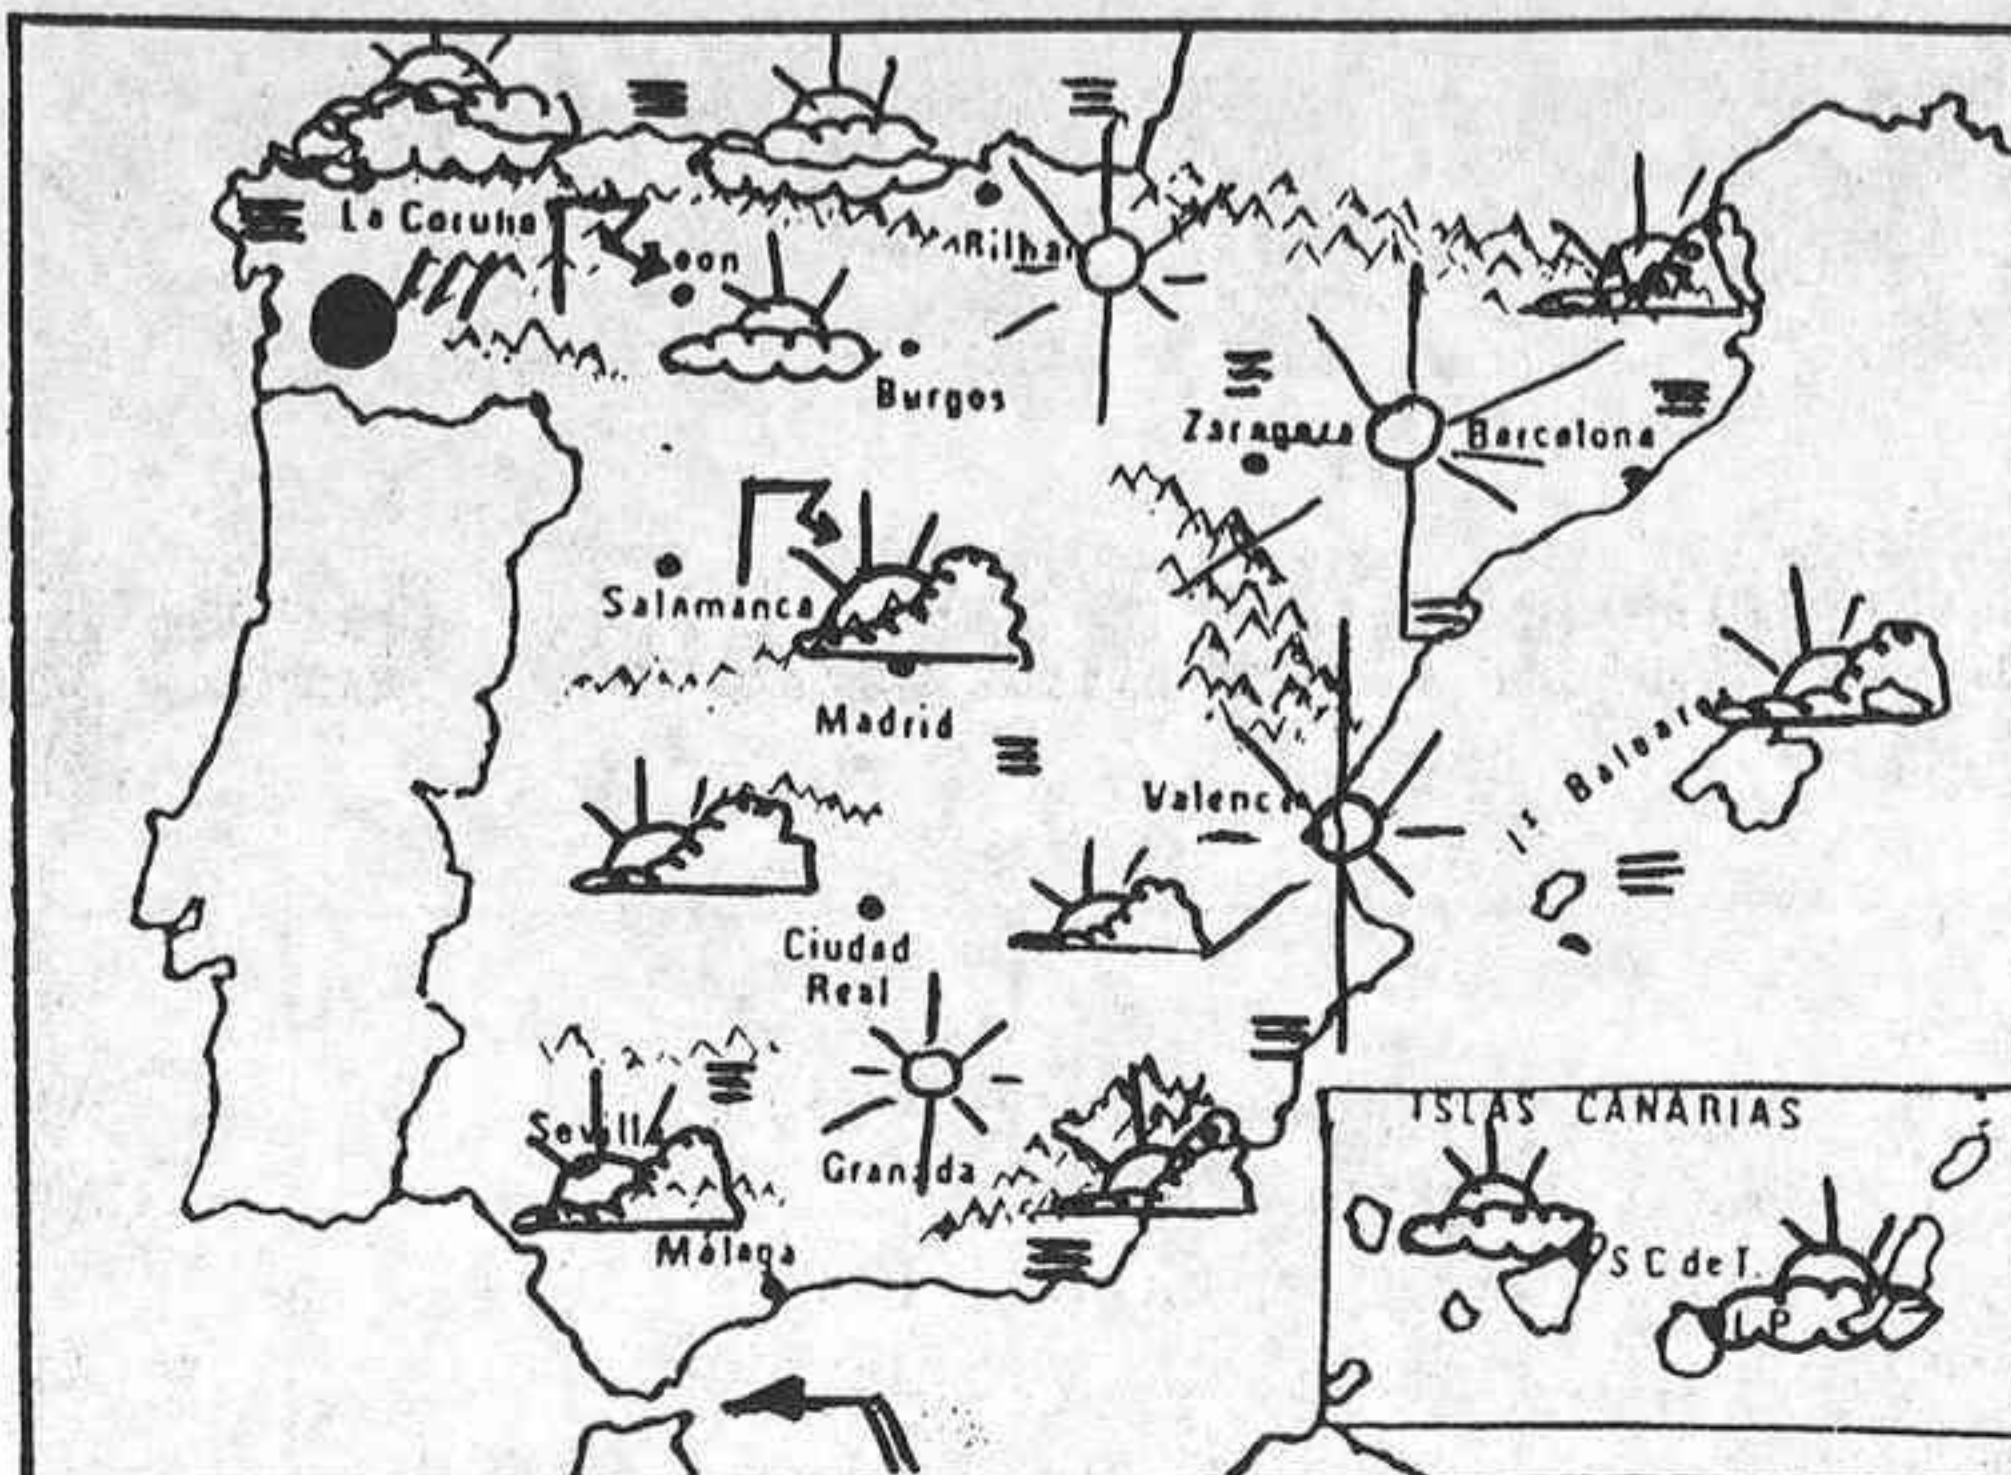 La Coruña
Leon
Bilbao
Burgos
Zaragoza
Barcelona
Salamanca
Madrid
Valencia
Iˢ Baleares
Ciudad
Real
Sevilla
Granada
Málaga
ISLAS CANARIAS
S C de T.
L P